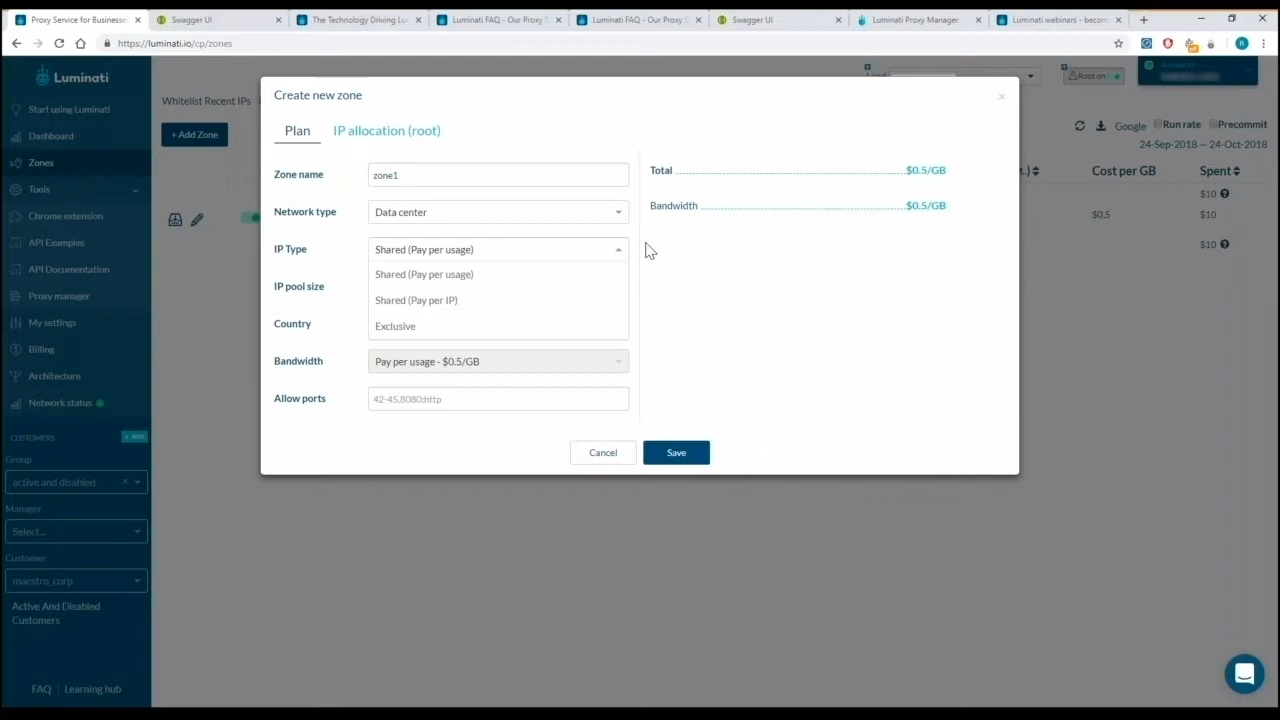 Proxy Service for Businesse
Swagger UI
The Technology Driving Lu
Luminati FAQ - Our Proxy S
Luminati FAQ - Our Proxy S
Swagger UI
Luminati Proxy Manager
Luminati webinars - becom
https://luminati.io/cp/zones
Luminati
Start using Luminati
Dashboard
Zones
Tools
Chrome extension
API Examples
API Documentation
Proxy manager
My settings
Billing
Architecture
Network status
CUSTOMERS
Group
active and disabled
Manager
Select...
Customer
maestro_corp
Active And Disabled
Customers
FAQ | Learning hub
Whitelist Recent IPs
+ Add Zone
Root on
Google
Run rate
Precommit
24-Sep-2018 — 24-Oct-2018
Cost per GB
Spent
$10
$0.5
$10
$10
Create new zone
Plan
IP allocation (root)
Zone name
zone1
Network type
Data center
IP Type
Shared (Pay per usage)
Shared (Pay per usage)
Shared (Pay per IP)
Exclusive
IP pool size
Country
Bandwidth
Pay per usage - $0.5/GB
Allow ports
42-45,8080;http
Total
$0.5/GB
Bandwidth
$0.5/GB
Cancel
Save